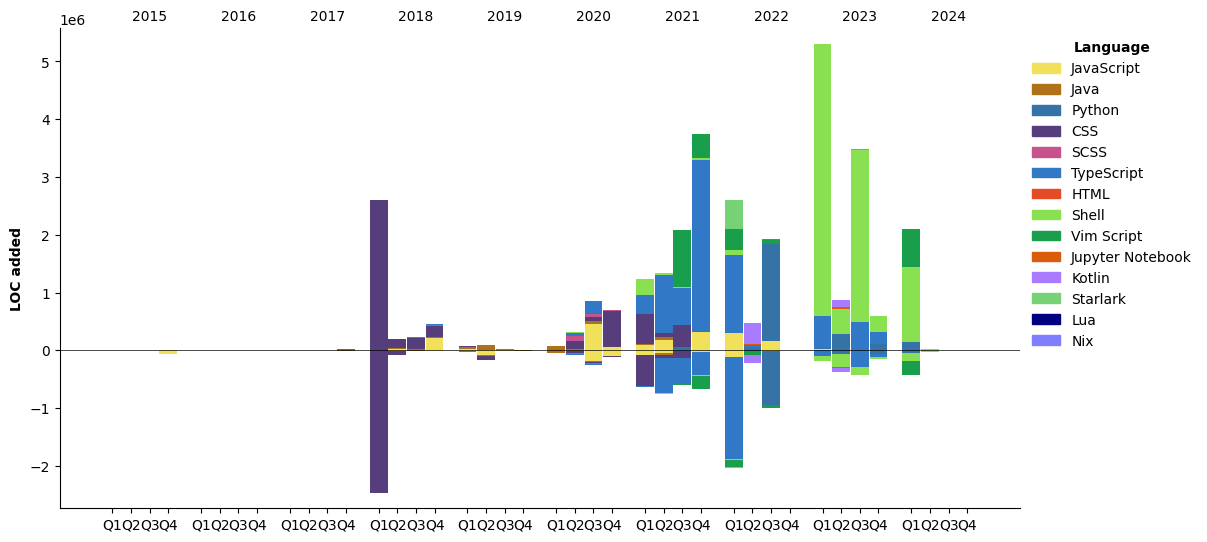 2015 2016 2017 2018 2019 2020 2021 2022 2023 2024
1e6
Language
JavaScript
Java
Python
CSS
SCSS
TypeScript
HTML
Shell
Vim Script
Jupyter Notebook
Kotlin
Starlark
Lua
Nix
LOC added
5
4
3
2
1
0
−1
−2
Q1Q2Q3Q4 Q1Q2Q3Q4 Q1Q2Q3Q4 Q1Q2Q3Q4 Q1Q2Q3Q4 Q1Q2Q3Q4 Q1Q2Q3Q4 Q1Q2Q3Q4 Q1Q2Q3Q4 Q1Q2Q3Q4